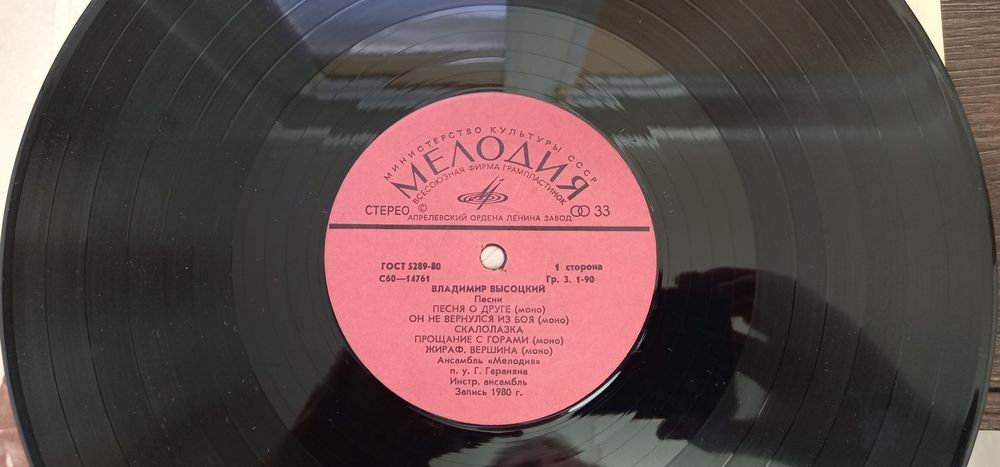 МИНИСТЕРСТВО КУЛЬТУРЫ СССР
МЕЛОДИЯ
ВСЕСОЮЗНАЯ ФИРМА ГРАМПЛАСТИНОК
СТЕРЕО © 33
АПРЕЛЕВСКИЙ ОРДЕНА ЛЕНИНА ЗАВОД
ГОСТ 5289-80 1 сторона
С60—14761 Гр. 3. 1-90
ВЛАДИМИР ВЫСОЦКИЙ
Песни
ПЕСНЯ О ДРУГЕ (моно)
ОН НЕ ВЕРНУЛСЯ ИЗ БОЯ (моно)
СКАЛОЛАЗКА
ПРОЩАНИЕ С ГОРАМИ (моно)
ЖИРАФ. ВЕРШИНА (моно)
Ансамбль «Мелодия»
п. у. Г. Гараняна
Инстр. ансамбль
Запись 1980 г.